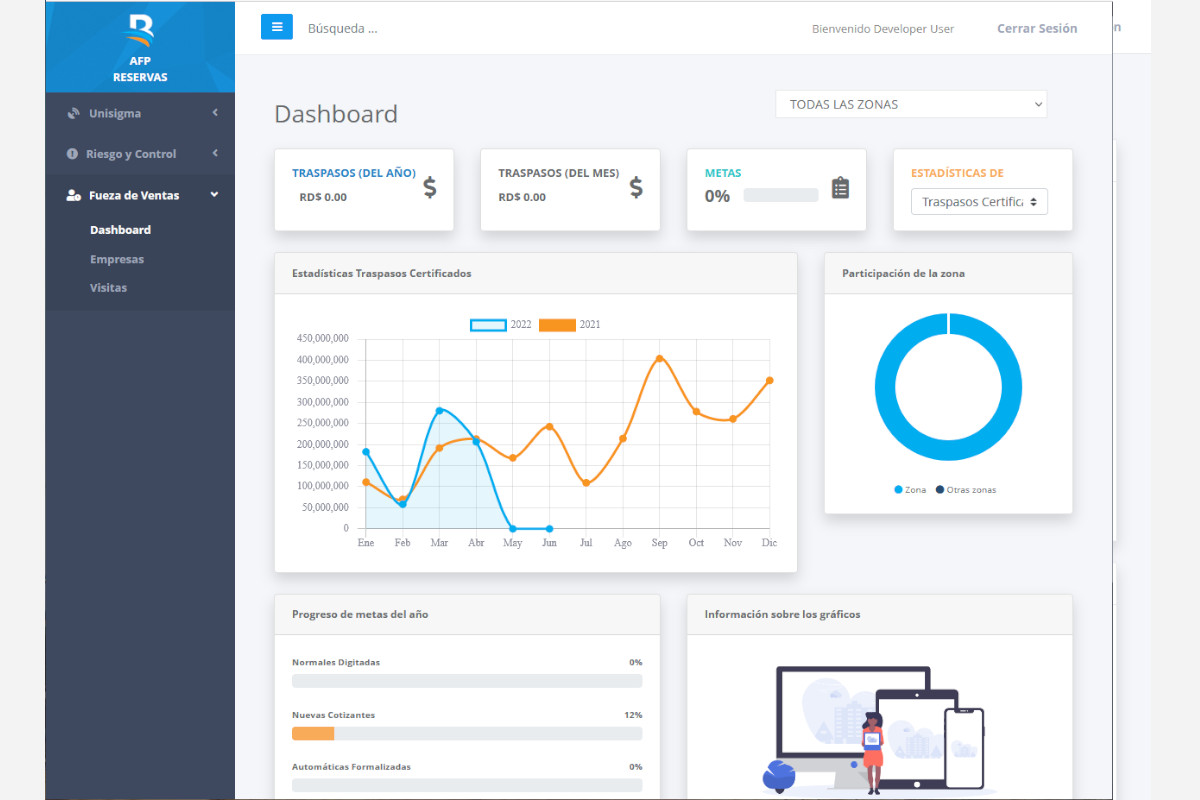 AFP
RESERVAS
Búsqueda ...
Bienvenido Developer User
Cerrar Sesión
n
Unisigma
Riesgo y Control
Fueza de Ventas
Dashboard
Empresas
Visitas
Dashboard
TODAS LAS ZONAS
TRASPASOS (DEL AÑO)
RD$ 0.00
$
TRASPASOS (DEL MES)
RD$ 0.00
$
METAS
0%
ESTADÍSTICAS DE
Traspasos Certifica
Estadísticas Traspasos Certificados
2022 2021
450,000,000
400,000,000
350,000,000
300,000,000
250,000,000
200,000,000
150,000,000
100,000,000
50,000,000
0
Ene Feb Mar Abr May Jun Jul Ago Sep Oct Nov Dic
Participación de la zona
Zona Otras zonas
Progreso de metas del año
Normales Digitadas 0%
Nuevas Cotizantes 12%
Automáticas Formalizadas 0%
Información sobre los gráficos